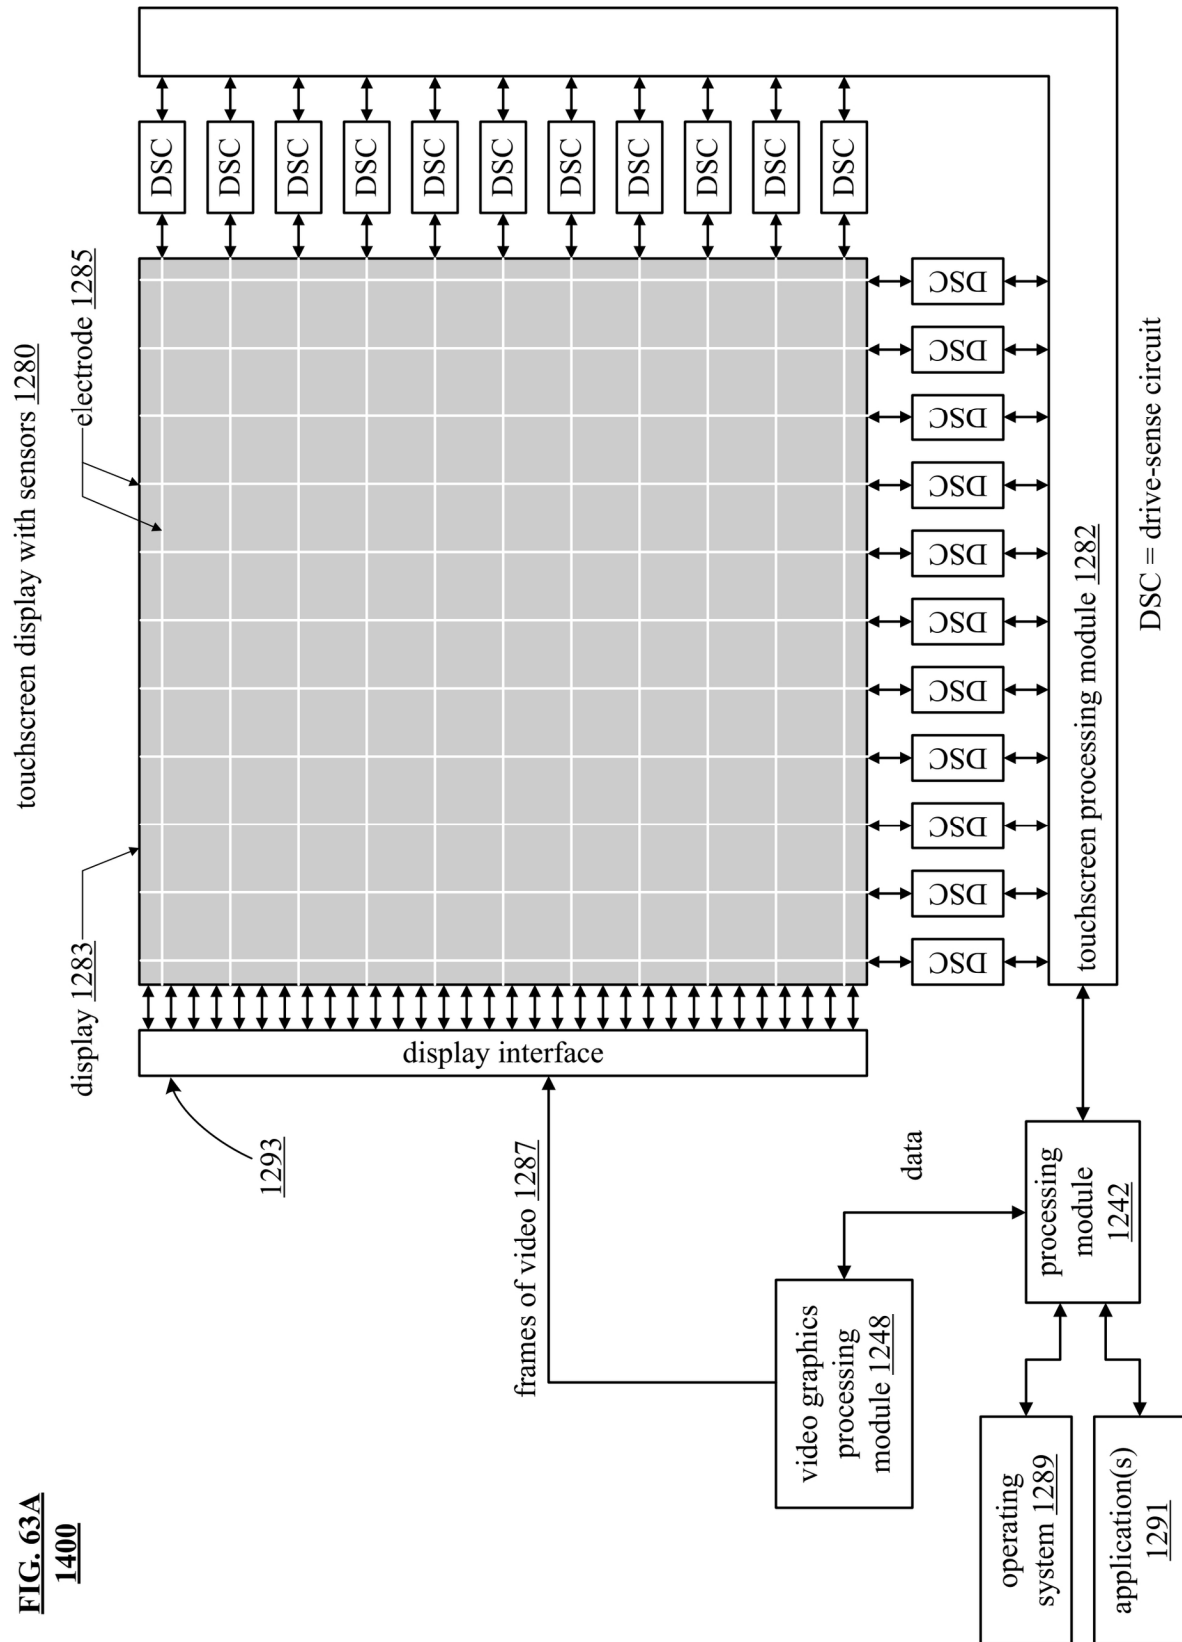 FIG. 63A
1400
touchscreen display with sensors 1280
display 1283
electrode 1285
DSC
DSC
DSC
DSC
DSC
DSC
DSC
DSC
DSC
DSC
DSC
display interface
1293
frames of video 1287
video graphics
processing
module 1248
data
DSC
DSC
DSC
DSC
DSC
DSC
DSC
DSC
DSC
DSC
DSC
operating
system 1289
application(s)
1291
processing
module
1242
touchscreen processing module 1282
DSC = drive-sense circuit